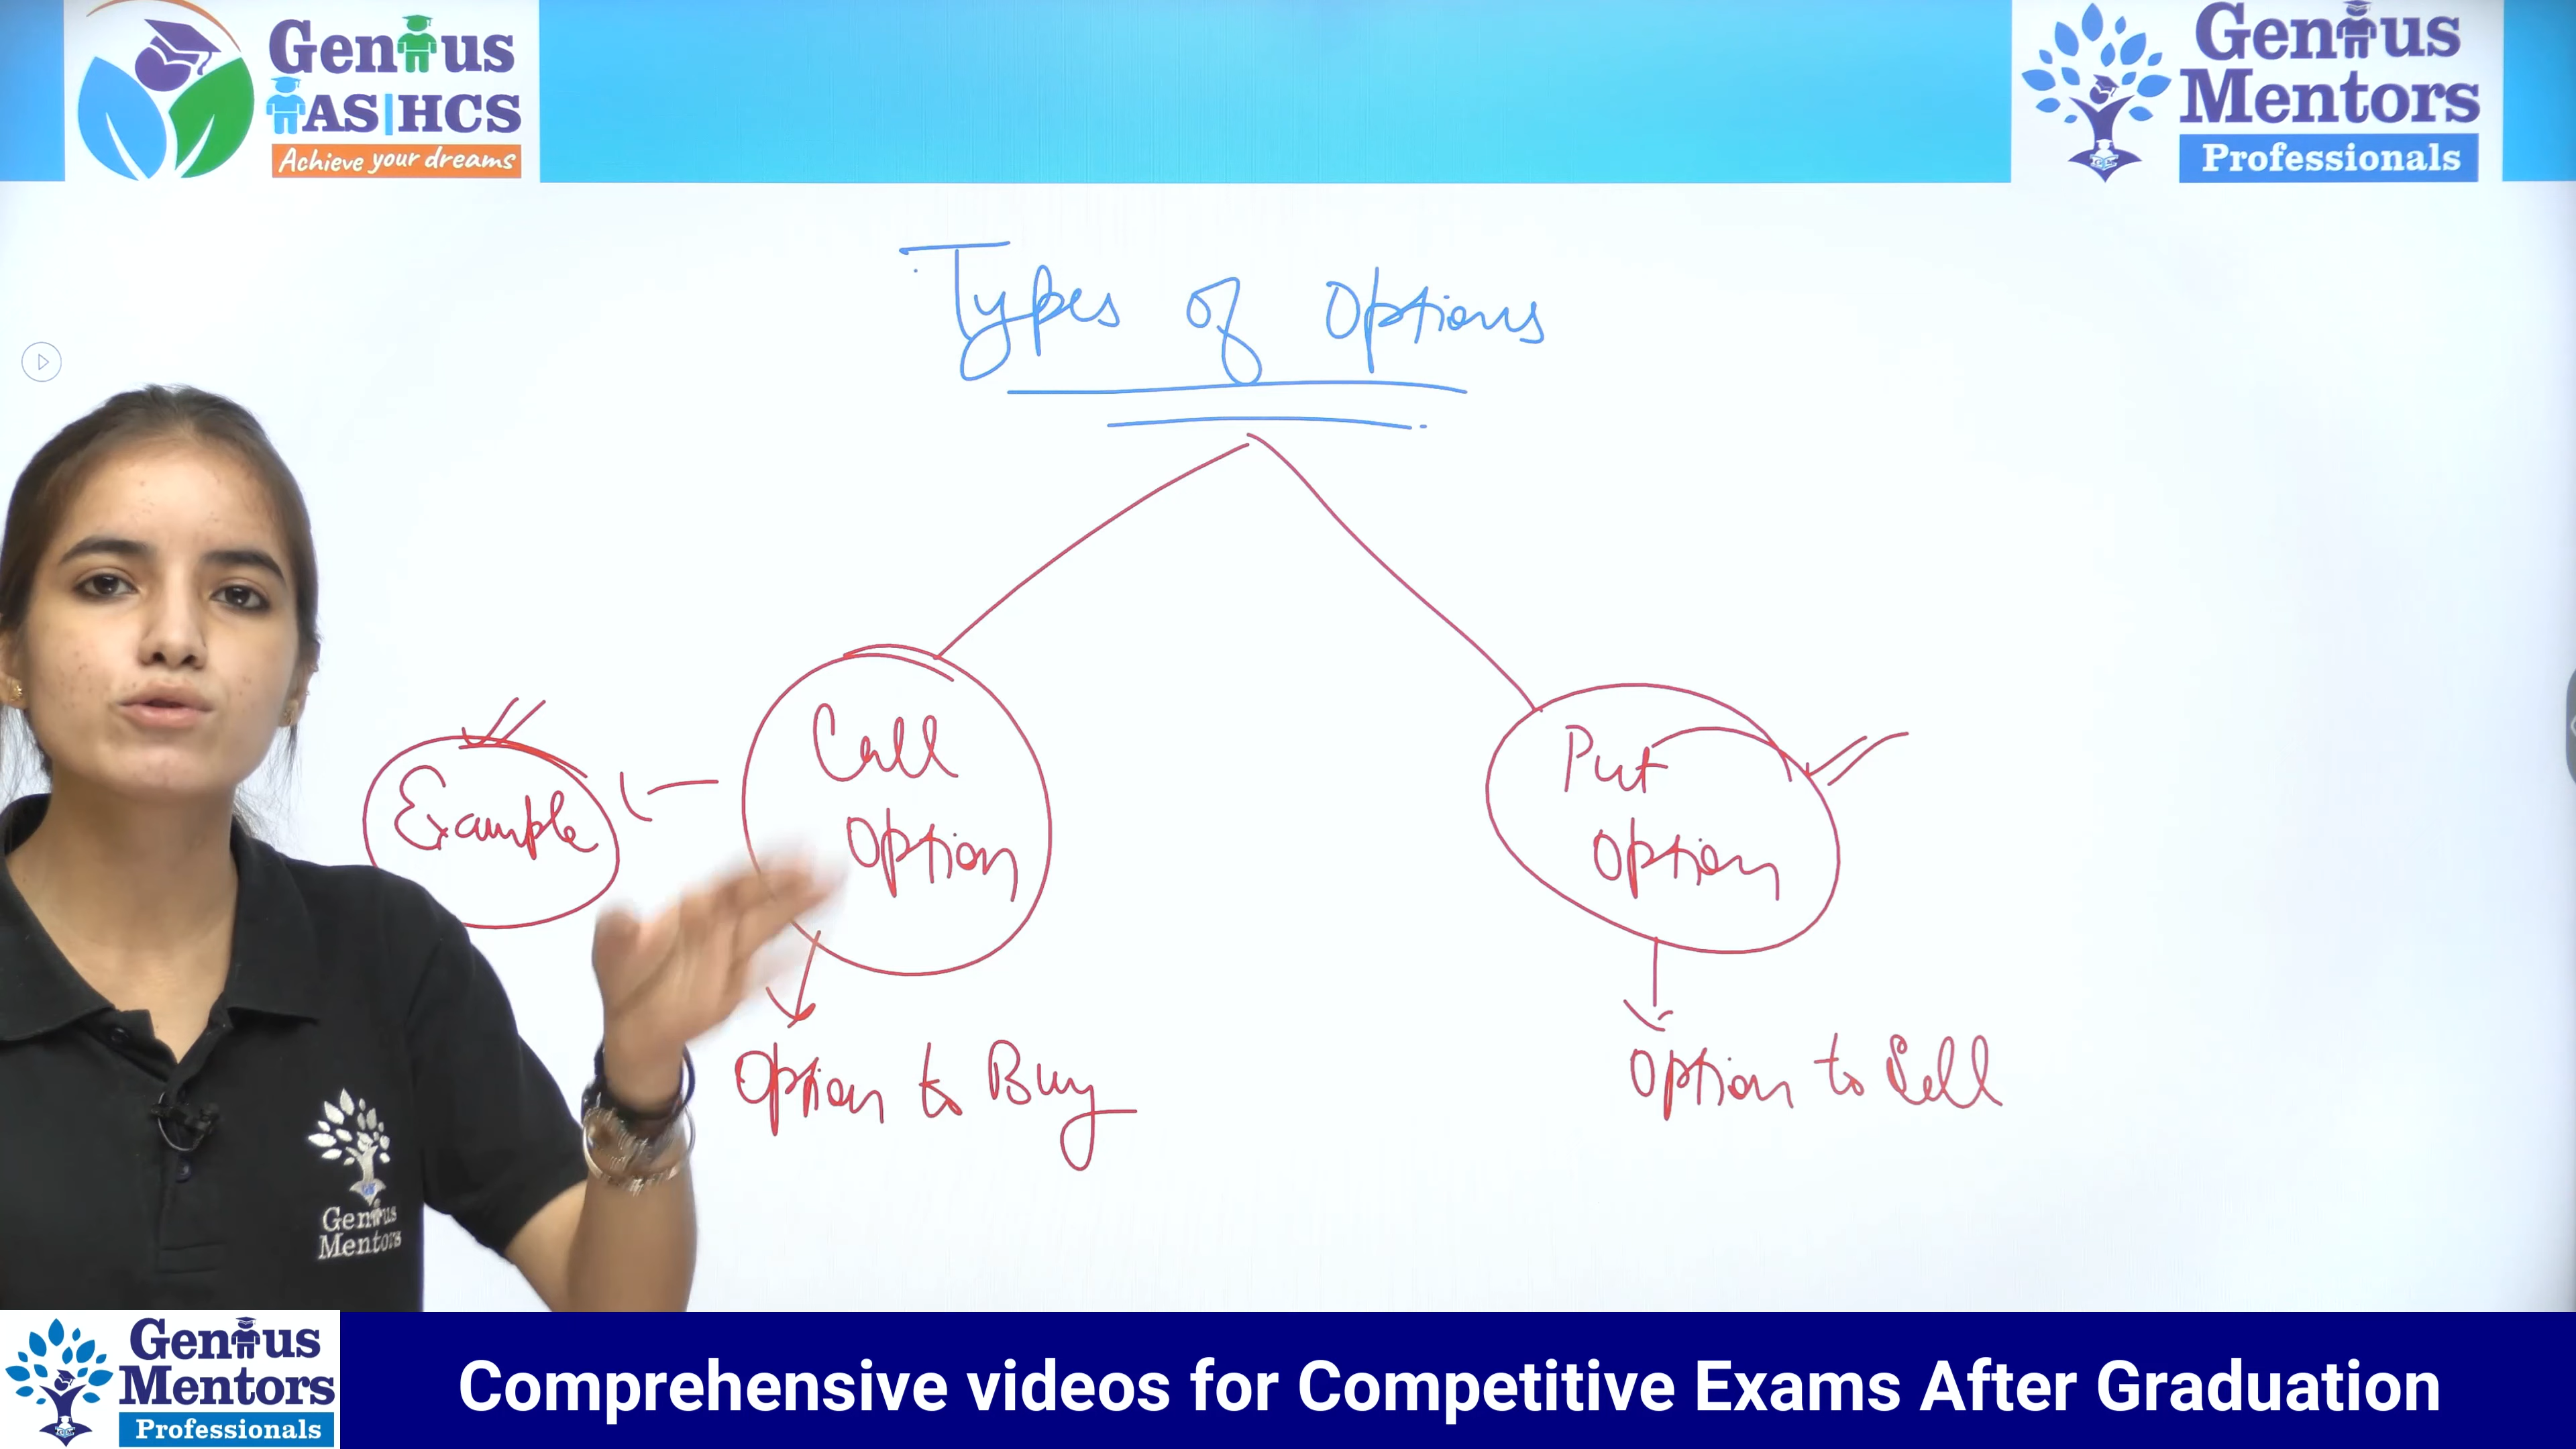 Genius
IAS|HCS
Achieve your dreams
Genius
Mentors
Professionals
Types of Options
Call
Option
Put
Option
Example
Option to Buy
Option to Sell
Genius
Mentors
Genius
Mentors
Professionals
Comprehensive videos for Competitive Exams After Graduation